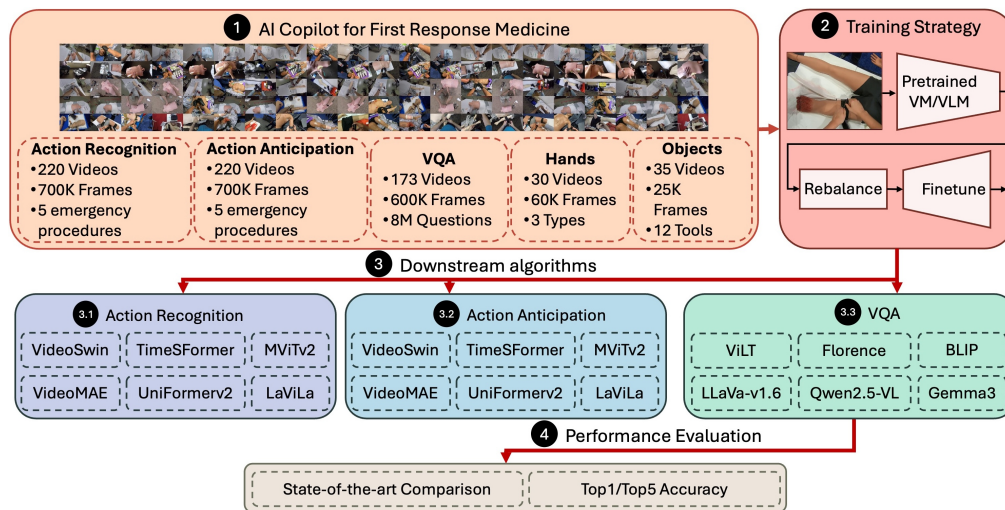 1 AI Copilot for First Response Medicine
Action Recognition
•220 Videos
•700K Frames
•5 emergency
procedures
Action Anticipation
•220 Videos
•700K Frames
•5 emergency
procedures
VQA
•173 Videos
•600K Frames
•8M Questions
Hands
•30 Videos
•60K Frames
•3 Types
Objects
•35 Videos
•25K
Frames
•12 Tools
2 Training Strategy
Pretrained
VM/VLM
Rebalance
Finetune
3 Downstream algorithms
3.1 Action Recognition
VideoSwin
TimeSFormer
MViTv2
VideoMAE
UniFormerv2
LaViLa
3.2 Action Anticipation
VideoSwin
TimeSFormer
MViTv2
VideoMAE
UniFormerv2
LaViLa
3.3 VQA
ViLT
Florence
BLIP
LLaVa-v1.6
Qwen2.5-VL
Gemma3
4 Performance Evaluation
State-of-the-art Comparison
Top1/Top5 Accuracy